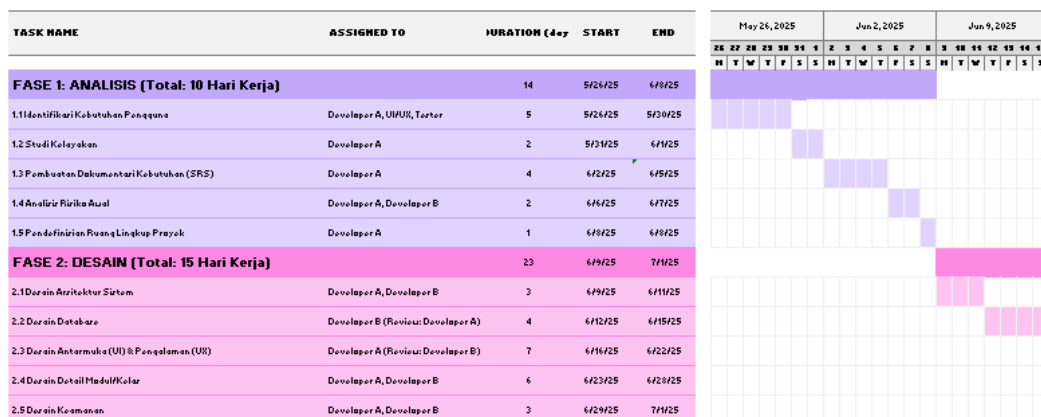 TASK NAME ASSIGNED TO DURATION (day START END May 26, 2025 Jun 2, 2025 Jun 9, 2025
26 27 28 29 30 31 1 2 3 4 5 6 7 8 9 10 11 12 13 14 1
M T W T F S S M T W T F S S M T W T F S S
FASE 1: ANALISIS (Total: 10 Hari Kerja) 14 5/26/25 6/8/25
1.1 Identifikasi Kebutuhan Pengguna Developer A, UI/UX, Tester 5 5/26/25 5/30/25
1.2 Studi Kelayakan Developer A 2 5/31/25 6/1/25
1.3 Pembuatan Dokumentasi Kebutuhan (SRS) Developer A 4 6/2/25 6/5/25
1.4 Analisis Risiko Awal Developer A, Developer B 2 6/6/25 6/7/25
1.5 Pendefinisian Ruang Lingkup Proyek Developer A 1 6/8/25 6/8/25
FASE 2: DESAIN (Total: 15 Hari Kerja) 23 6/9/25 7/1/25
2.1 Desain Arsitektur Sistem Developer A, Developer B 3 6/9/25 6/11/25
2.2 Desain Database Developer B (Review: Developer A) 4 6/12/25 6/15/25
2.3 Desain Antarmuka (UI) & Pengalaman (UX) Developer A (Review: Developer B) 7 6/16/25 6/22/25
2.4 Desain Detail Modul/Kelas Developer A, Developer B 6 6/23/25 6/28/25
2.5 Desain Keamanan Developer A, Developer B 3 6/29/25 7/1/25